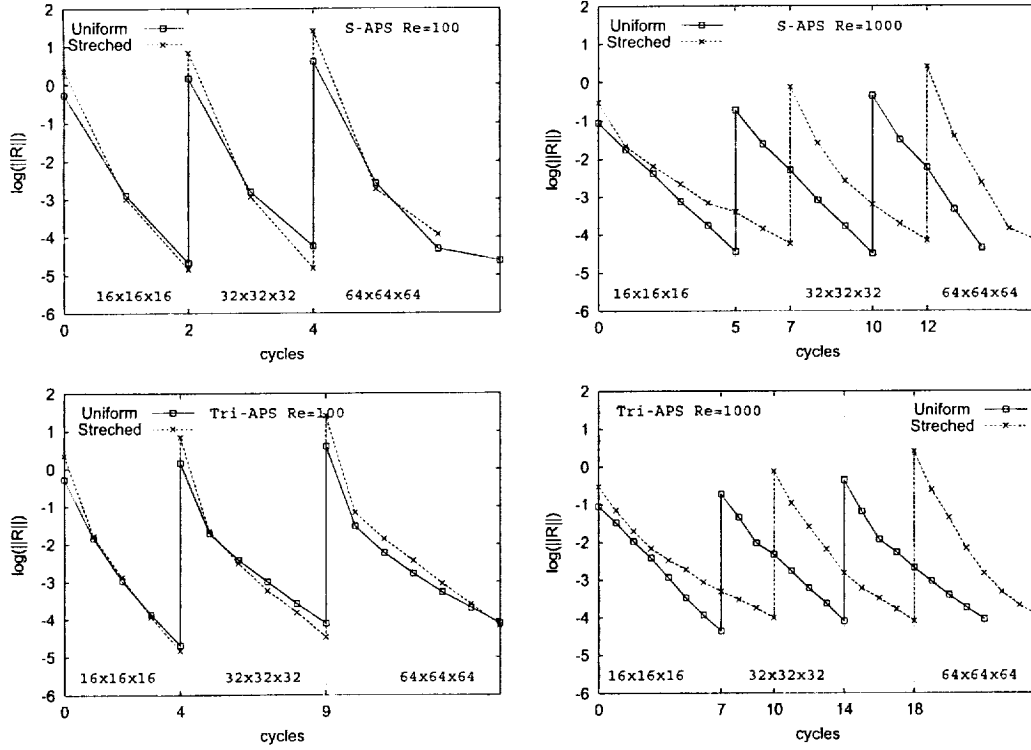 Uniform
Streched
S-APS Re=100
2
1
0
-1
-2
-3
-4
-5
-6
log(||R||)
16x16x16
32x32x32
64x64x64
0
2
4
cycles
Uniform
Streched
S-APS Re=1000
2
1
0
-1
-2
-3
-4
-5
-6
log(||R||)
16x16x16
32x32x32
64x64x64
0
5
7
10
12
cycles
Uniform
Streched
Tri-APS Re=100
2
1
0
-1
-2
-3
-4
-5
-6
log(||R||)
16x16x16
32x32x32
64x64x64
0
4
9
cycles
Tri-APS Re=1000
Uniform
Streched
2
1
0
-1
-2
-3
-4
-5
-6
log(||R||)
16x16x16
32x32x32
64x64x64
0
7
10
14
18
cycles